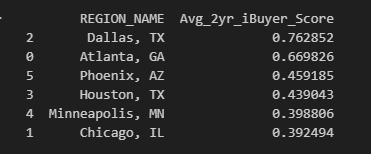 REGION_NAME Avg_2yr_iBuyer_Score
2 Dallas, TX 0.762852
0 Atlanta, GA 0.669826
5 Phoenix, AZ 0.459185
3 Houston, TX 0.439043
4 Minneapolis, MN 0.398806
1 Chicago, IL 0.392494